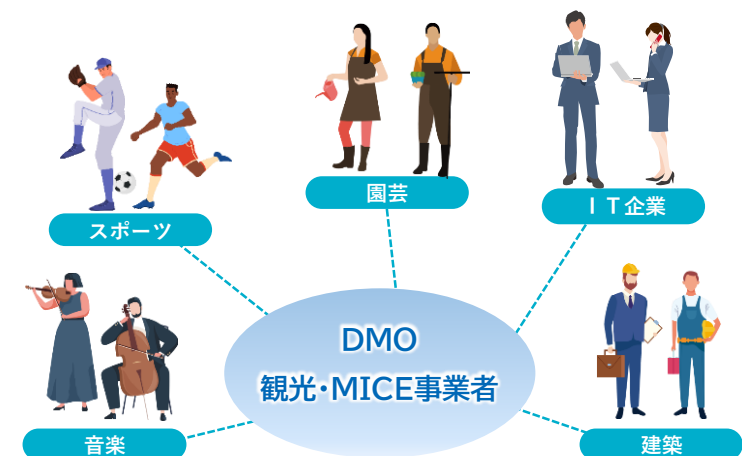 園芸
IT企業
スポーツ
DMO
観光・MICE事業者
音楽
建築